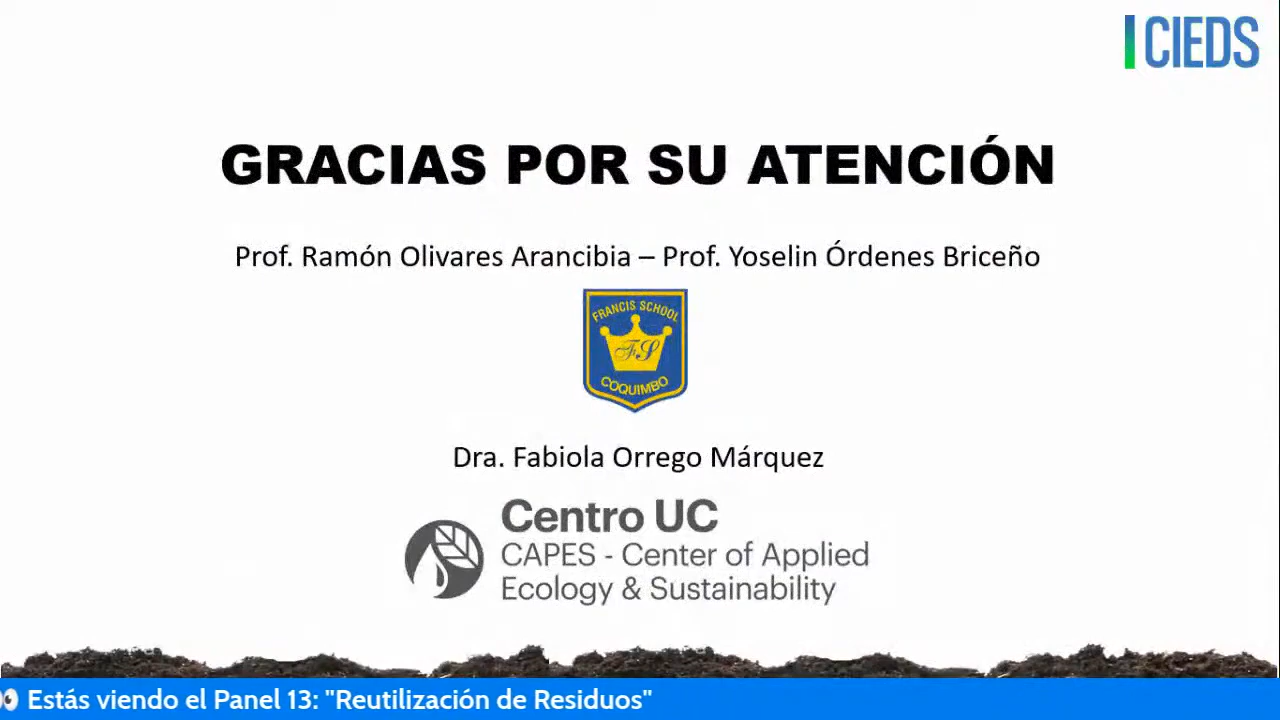 CIEDS
GRACIAS POR SU ATENCIÓN
Prof. Ramón Olivares Arancibia – Prof. Yoselin Órdenes Briceño
FRANCIS SCHOOL
FS
COQUIMBO
Dra. Fabiola Orrego Márquez
Centro UC
CAPES - Center of Applied
Ecology & Sustainability
👀 Estás viendo el Panel 13: "Reutilización de Residuos"